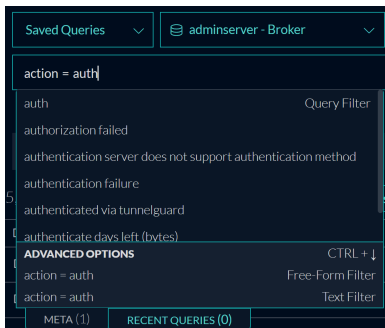 Saved Queries
adminserver - Broker
action = auth
auth Query Filter
authorization failed
authentication server does not support authentication method
authentication failure
authenticated via tunnelguard
authenticate days left (bytes)
ADVANCED OPTIONS CTRL + ↓
action = auth Free-Form Filter
action = auth Text Filter
META (1) RECENT QUERIES (0)